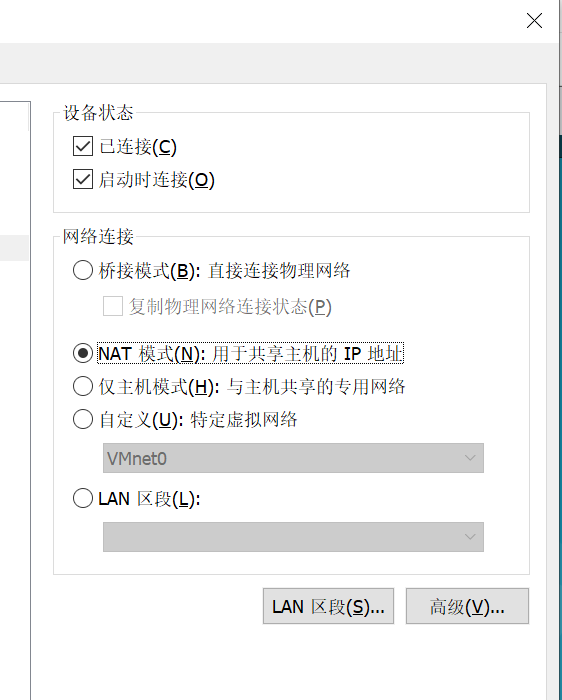 设备状态
已连接(C)
启动时连接(O)
网络连接
桥接模式(B): 直接连接物理网络
复制物理网络连接状态(P)
NAT 模式(N): 用于共享主机的 IP 地址
仅主机模式(H): 与主机共享的专用网络
自定义(U): 特定虚拟网络
VMnet0
LAN 区段(L):
LAN 区段(S)... 高级(V)...